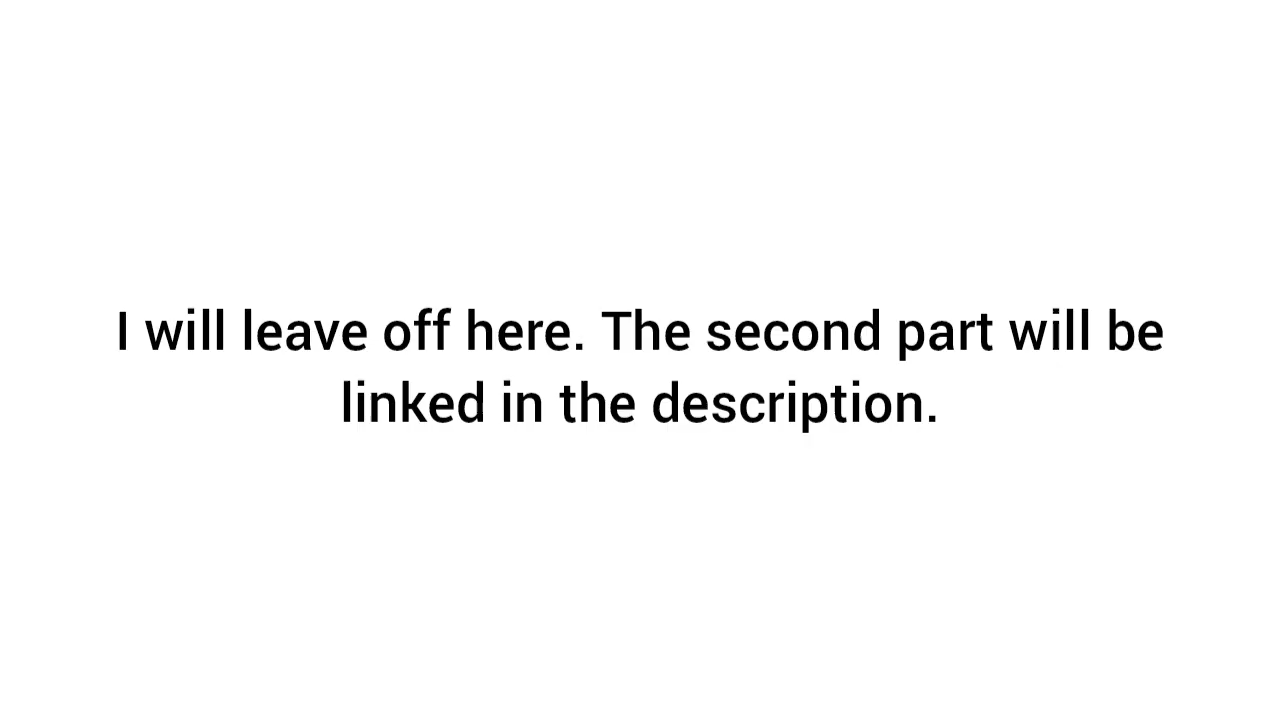 I will leave off here. The second part will be
linked in the description.